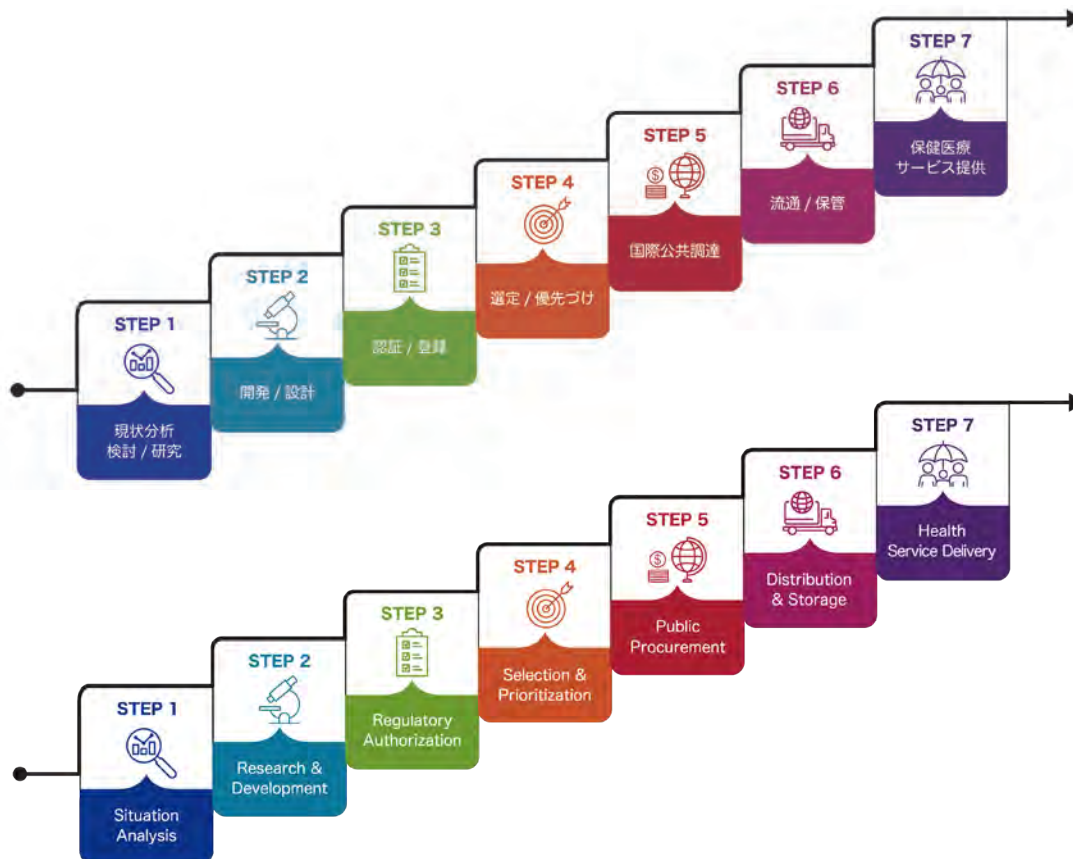 STEP 1
現状分析
検討 / 研究
STEP 2
開発 / 設計
STEP 3
認証 / 登録
STEP 4
選定 / 優先づけ
STEP 5
$
国際公共調達
STEP 6
流通 / 保管
STEP 7
保健医療
サービス提供
STEP 1
Situation
Analysis
STEP 2
Research &
Development
STEP 3
Regulatory
Authorization
STEP 4
Selection &
Prioritization
STEP 5
$
Public
Procurement
STEP 6
Distribution
& Storage
STEP 7
Health
Service Delivery